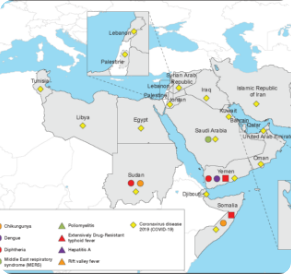 Lebanon
Palestine
Tunisia
Syrian Arab
Republic
Lebanon
Palestine
Jordan
Iraq
Islamic Republic
of Iran
Kuwait
Bahrain
Qatar
United Arab Emirates
Libya
Egypt
Saudi Arabia
Oman
Sudan
Yemen
Djibouti
Somalia
Chikungunya
Dengue
Diphtheria
Middle East respiratory
syndrome (MERS)
Poliomyelitis
Extensively Drug-Resistant
typhoid fever
Hepatitis A
Rift valley fever
Coronavirus disease
2019 (COVID-19)